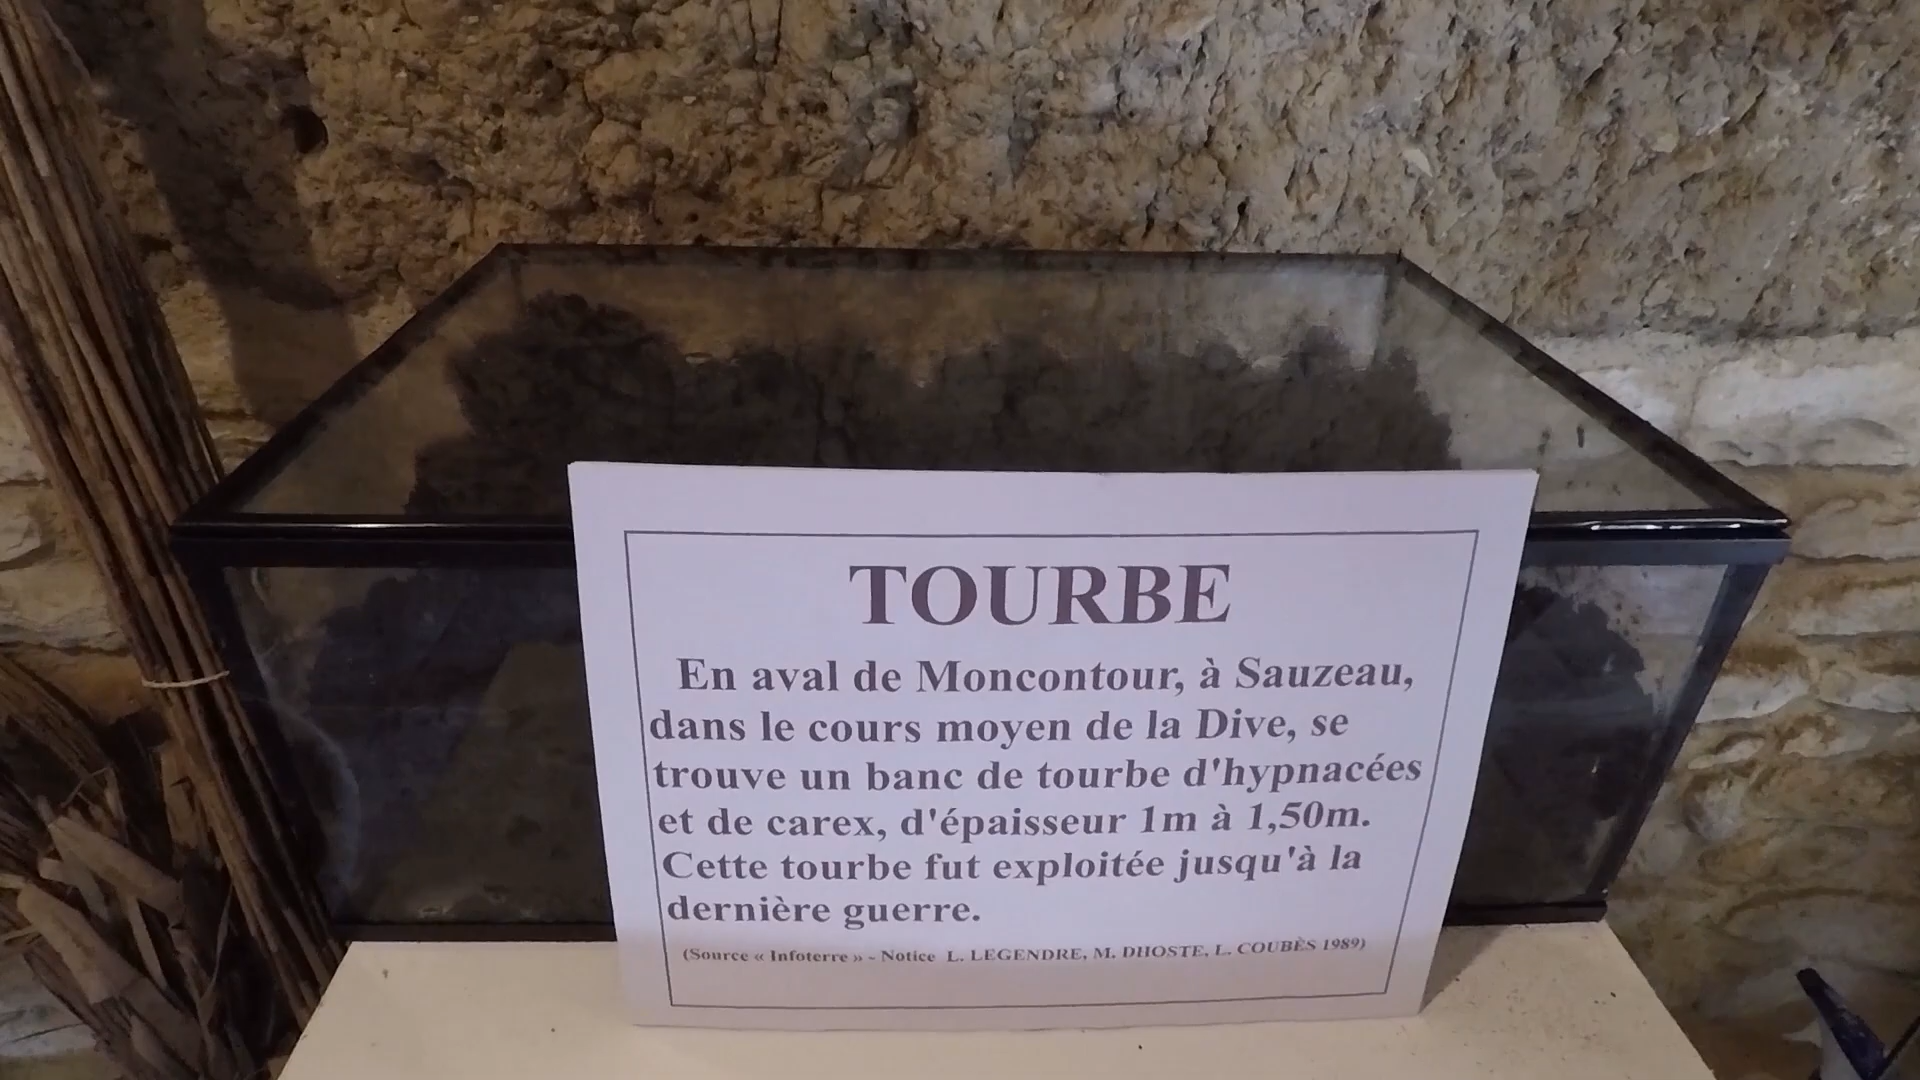 TOURBE
En aval de Moncontour, à Sauzeau,
dans le cours moyen de la Dive, se
trouve un banc de tourbe d'hypnacées
et de carex, d'épaisseur 1m à 1,50m.
Cette tourbe fut exploitée jusqu'à la
dernière guerre.
(Source « Infoterre » - Notice L. LEGENDRE, M. DHOSTE, L. COUBÈS 1989)